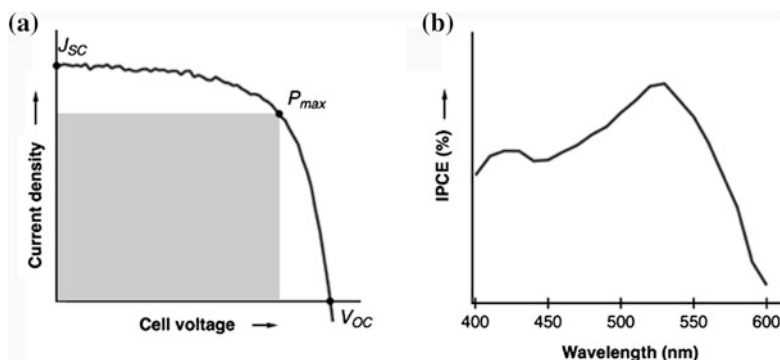 (a)
J_SC
P_max
Current density →
Cell voltage →
V_OC
(b)
IPCE (%) →
400 450 500 550 600
Wavelength (nm)